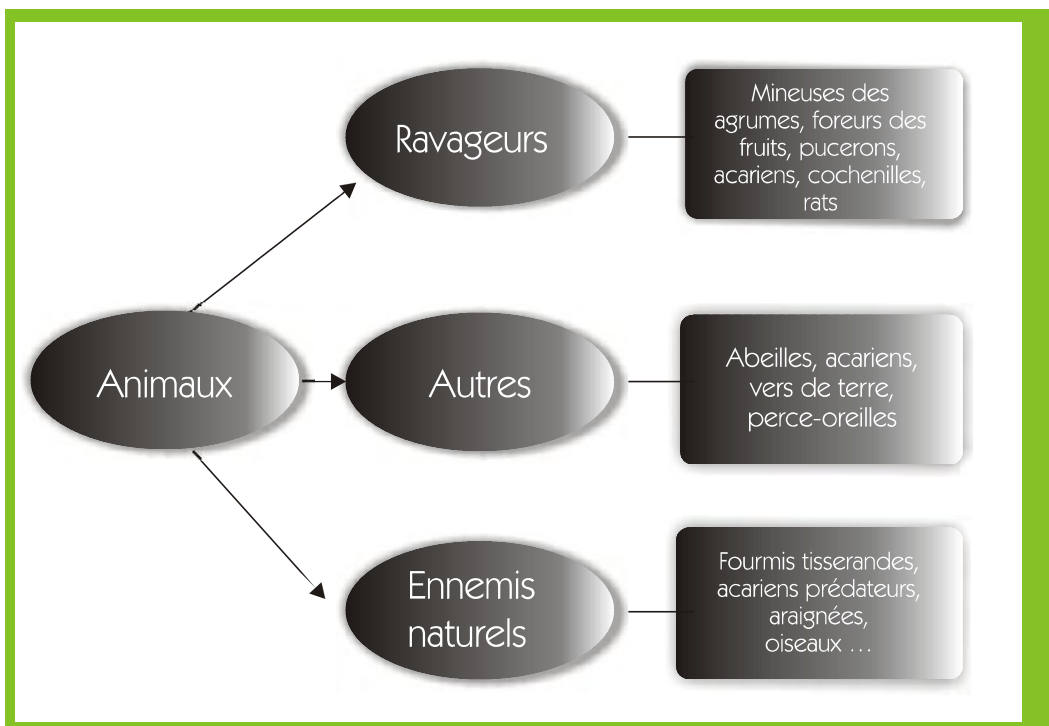 Ravageurs
Mineuses des
agrumes, foreurs des
fruits, pucerons,
acariens, cochenilles,
rats
Animaux
Autres
Abeilles, acariens,
vers de terre,
perce-oreilles
Ennemis
naturels
Fourmis tisserandes,
acariens prédateurs,
araignées,
oiseaux ...